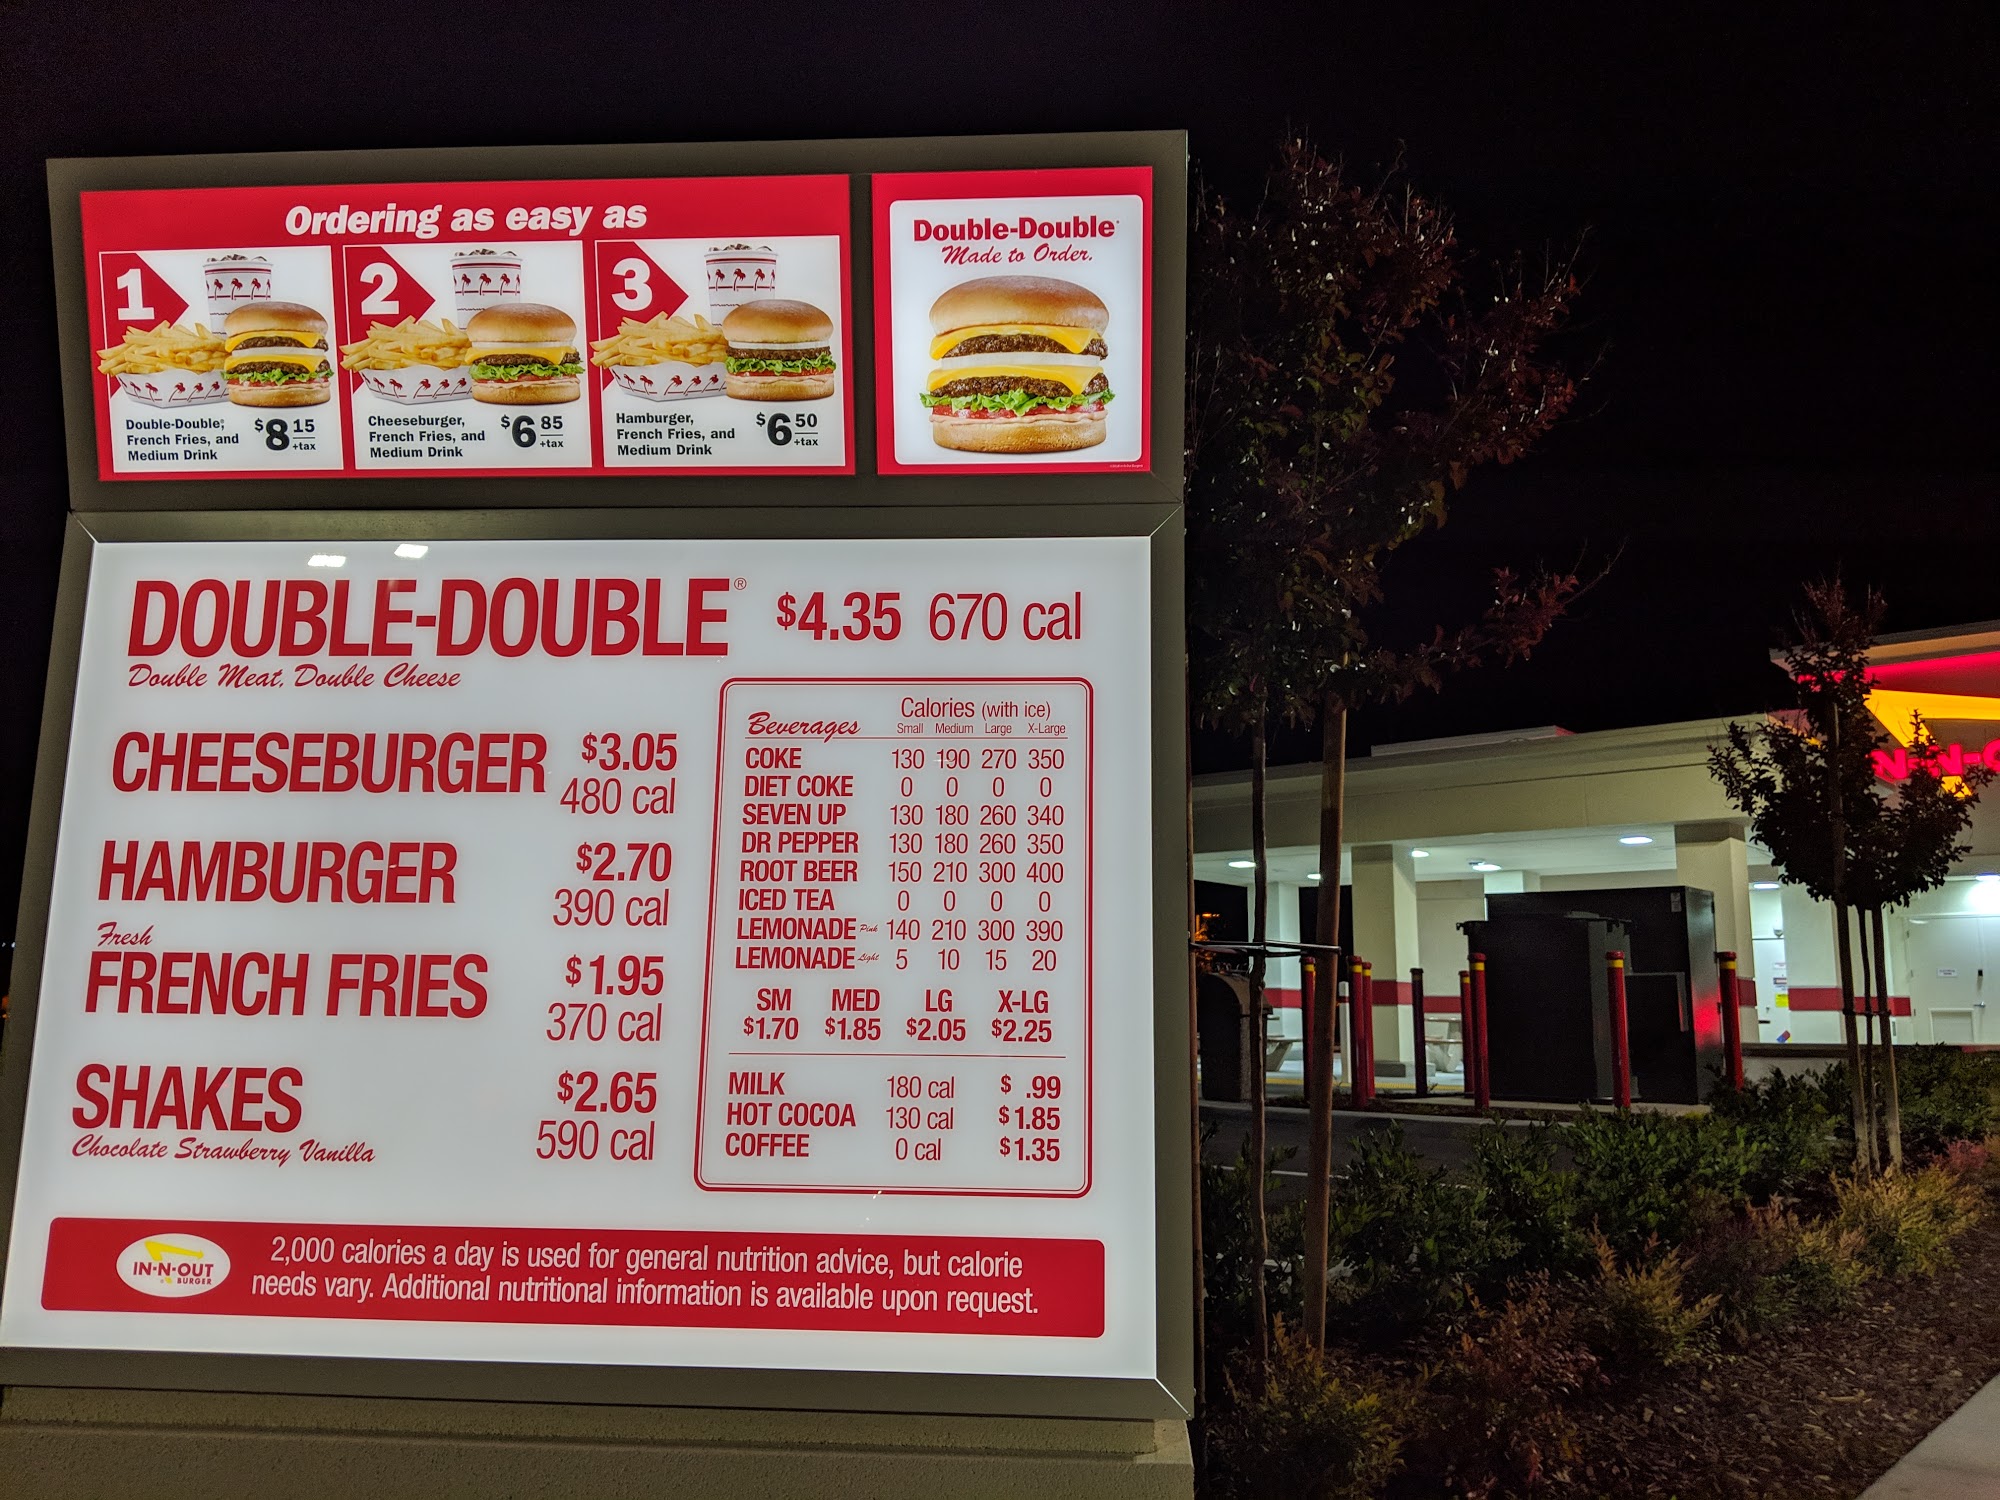 Ordering as easy as
1
Double-Double®,
French Fries, and
Medium Drink
$8 15
+tax
2
Cheeseburger,
French Fries, and
Medium Drink
$6 85
+tax
3
Hamburger,
French Fries, and
Medium Drink
$6 50
+tax
Double-Double®
Made to Order.
DOUBLE-DOUBLE® $4.35 670 cal
Double Meat, Double Cheese
CHEESEBURGER $3.05
480 cal
HAMBURGER $2.70
390 cal
Fresh
FRENCH FRIES $1.95
370 cal
SHAKES $2.65
Chocolate Strawberry Vanilla 590 cal
Calories (with ice)
Beverages Small Medium Large X-Large
COKE 130 190 270 350
DIET COKE 0 0 0 0
SEVEN UP 130 180 260 340
DR PEPPER 130 180 260 350
ROOT BEER 150 210 300 400
ICED TEA 0 0 0 0
LEMONADE Pink 140 210 300 390
LEMONADE Light 5 10 15 20
SM MED LG X-LG
$1.70 $1.85 $2.05 $2.25
MILK 180 cal $ .99
HOT COCOA 130 cal $1.85
COFFEE 0 cal $1.35
IN-N-OUT
BURGER
2,000 calories a day is used for general nutrition advice, but calorie
needs vary. Additional nutritional information is available upon request.
N-N-O